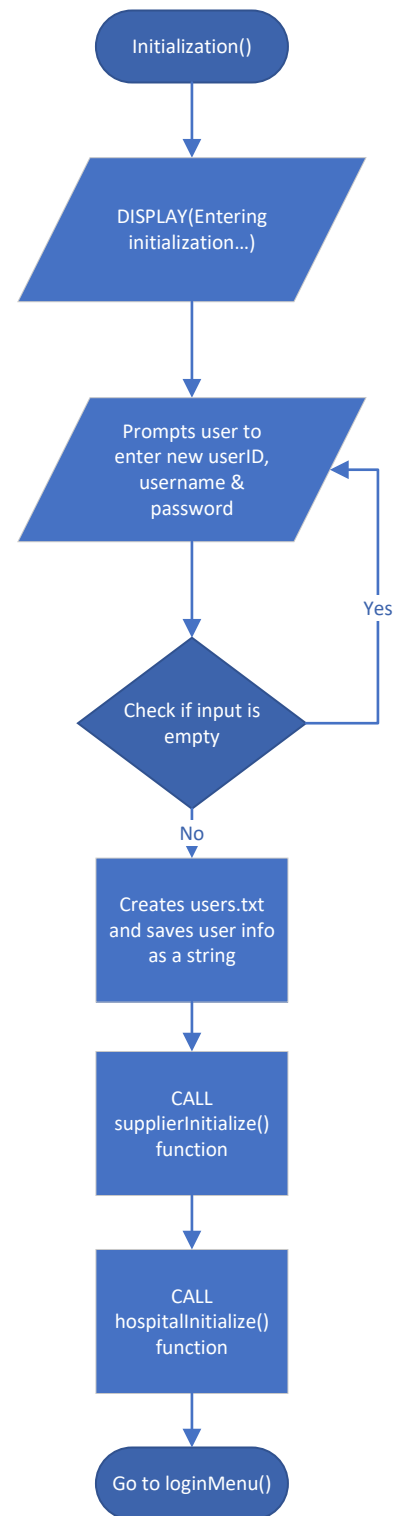 Initialization()
DISPLAY(Entering
initialization…)
Prompts user to
enter new userID,
username &
password
Yes
Check if input is
empty
No
Creates users.txt
and saves user info
as a string
CALL
supplierInitialize()
function
CALL
hospitalInitialize()
function
Go to loginMenu()